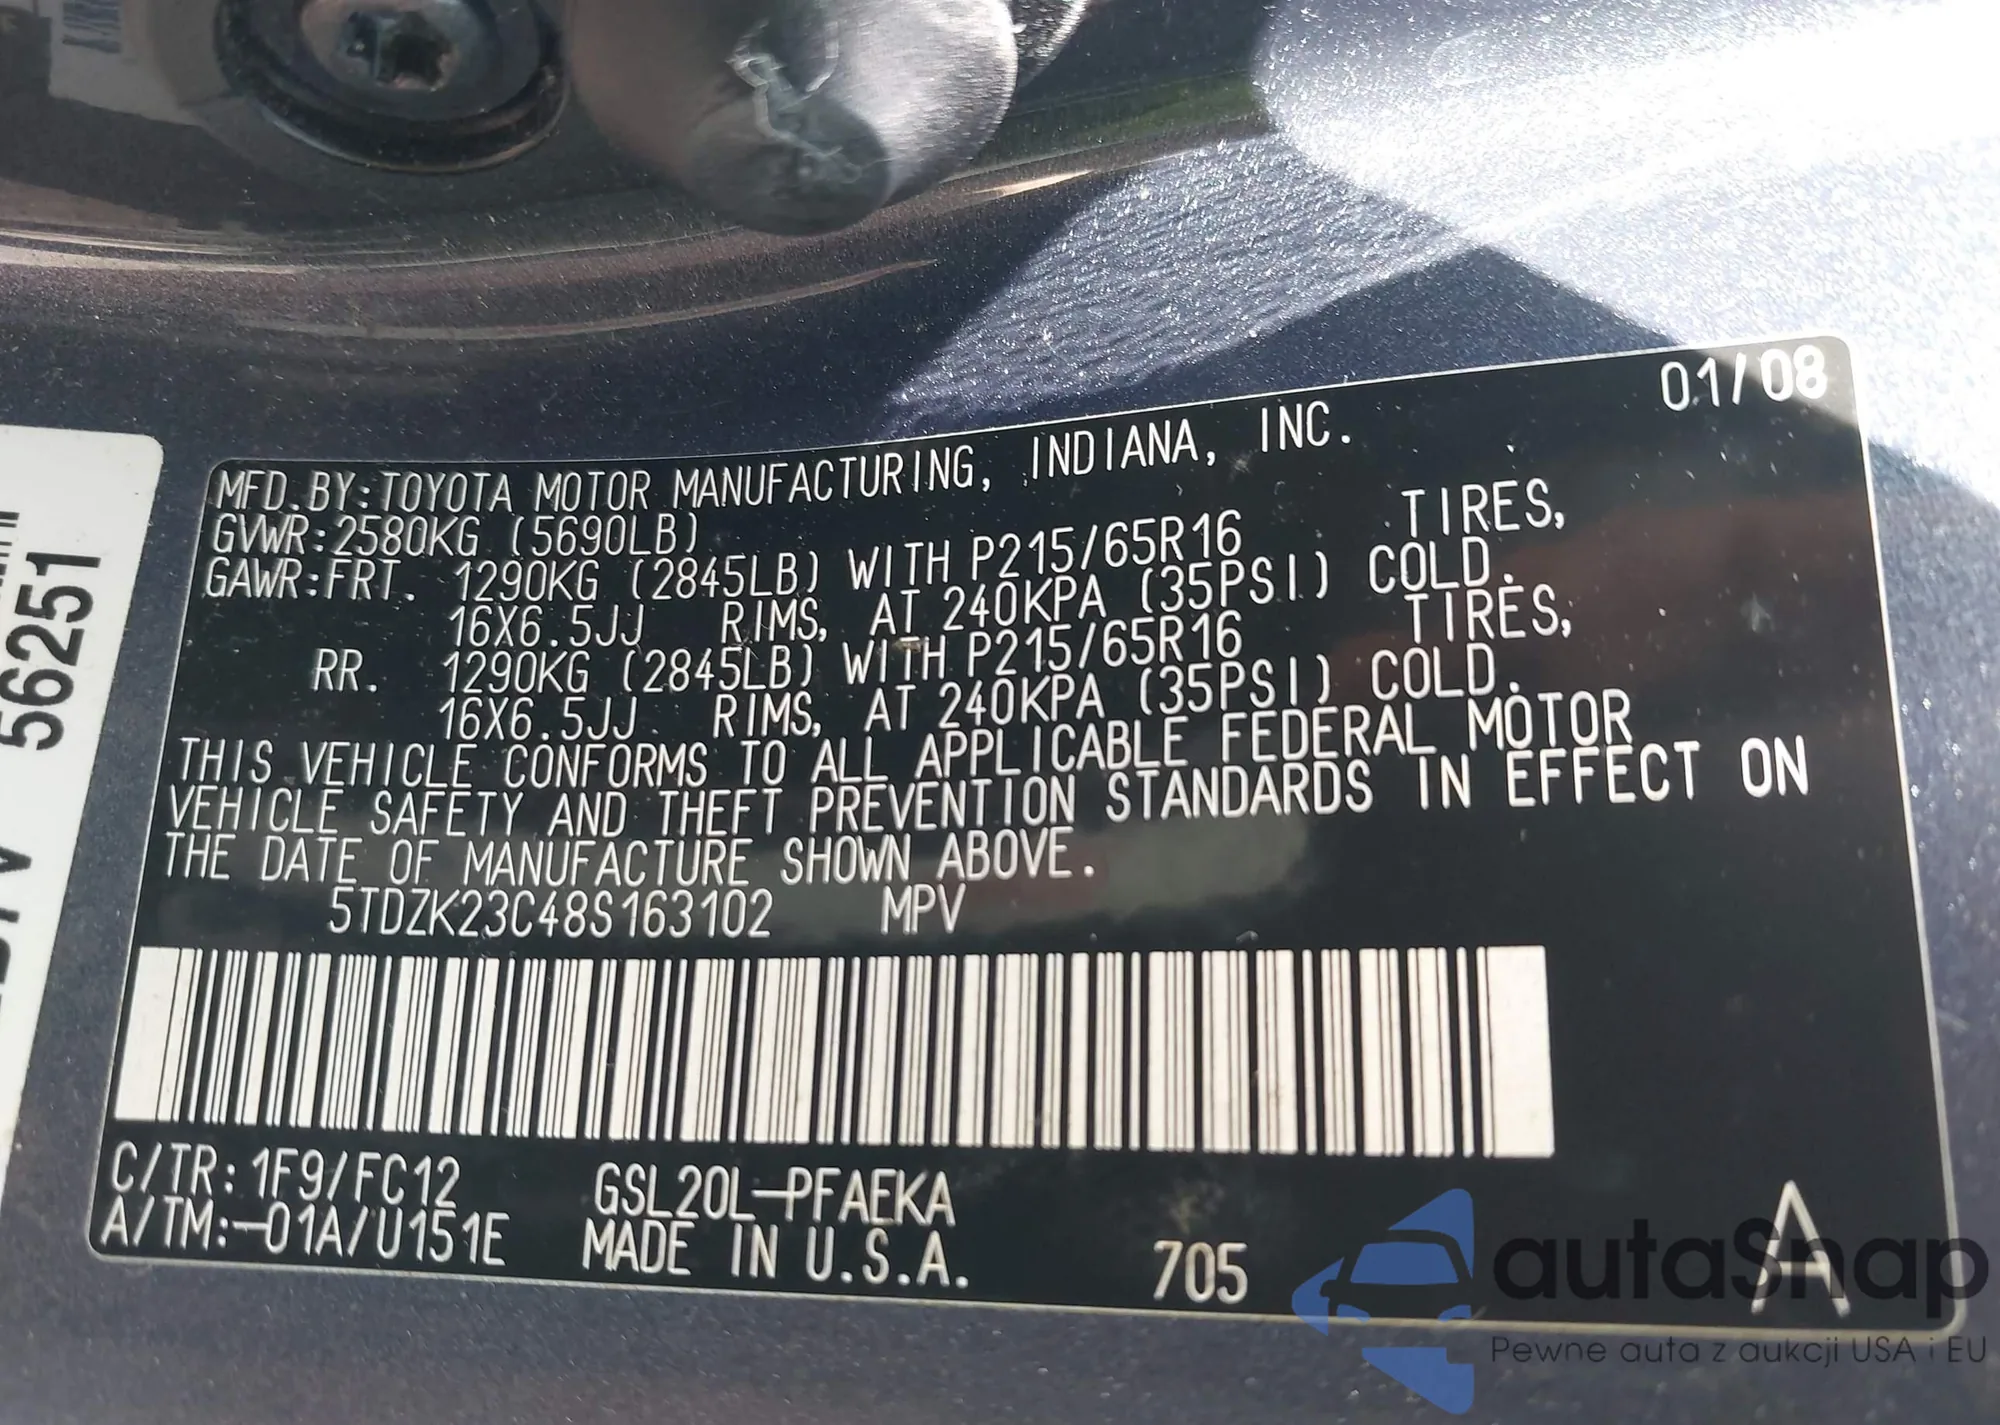 01/08
MFD.BY:TOYOTA MOTOR MANUFACTURING, INDIANA, INC.
GVWR:2580KG (5690LB)
GAWR:FRT. 1290KG (2845LB) WITH P215/65R16 TIRES,
16X6.5JJ RIMS, AT 240KPA (35PSI) COLD.
RR. 1290KG (2845LB) WITH P215/65R16 TIRES,
16X6.5JJ RIMS, AT 240KPA (35PSI) COLD.
THIS VEHICLE CONFORMS TO ALL APPLICABLE FEDERAL MOTOR
VEHICLE SAFETY AND THEFT PREVENTION STANDARDS IN EFFECT ON
THE DATE OF MANUFACTURE SHOWN ABOVE.
5TDZK23C48S163102 MPV
C/TR:1F9/FC12 GSL20L-PFAEKA
A/TM:-01A/U151E MADE IN U.S.A. 705 A
56251
autaSnap
Pewne auta z aukcji USA i EU